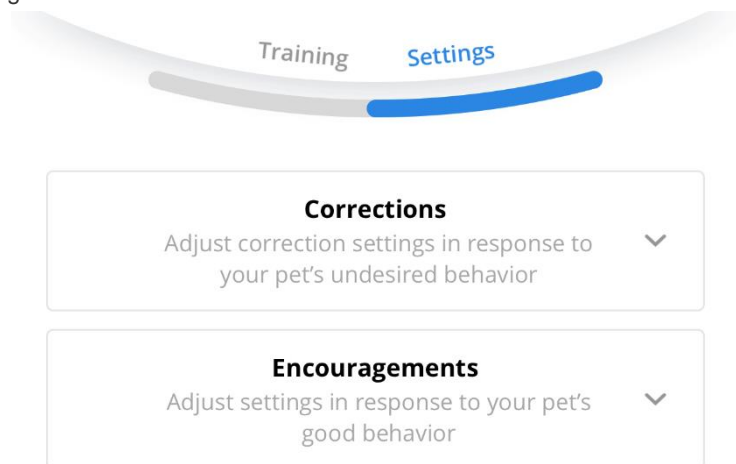 Training Settings
Corrections
Adjust correction settings in response to
your pet's undesired behavior
Encouragements
Adjust settings in response to your pet's
good behavior